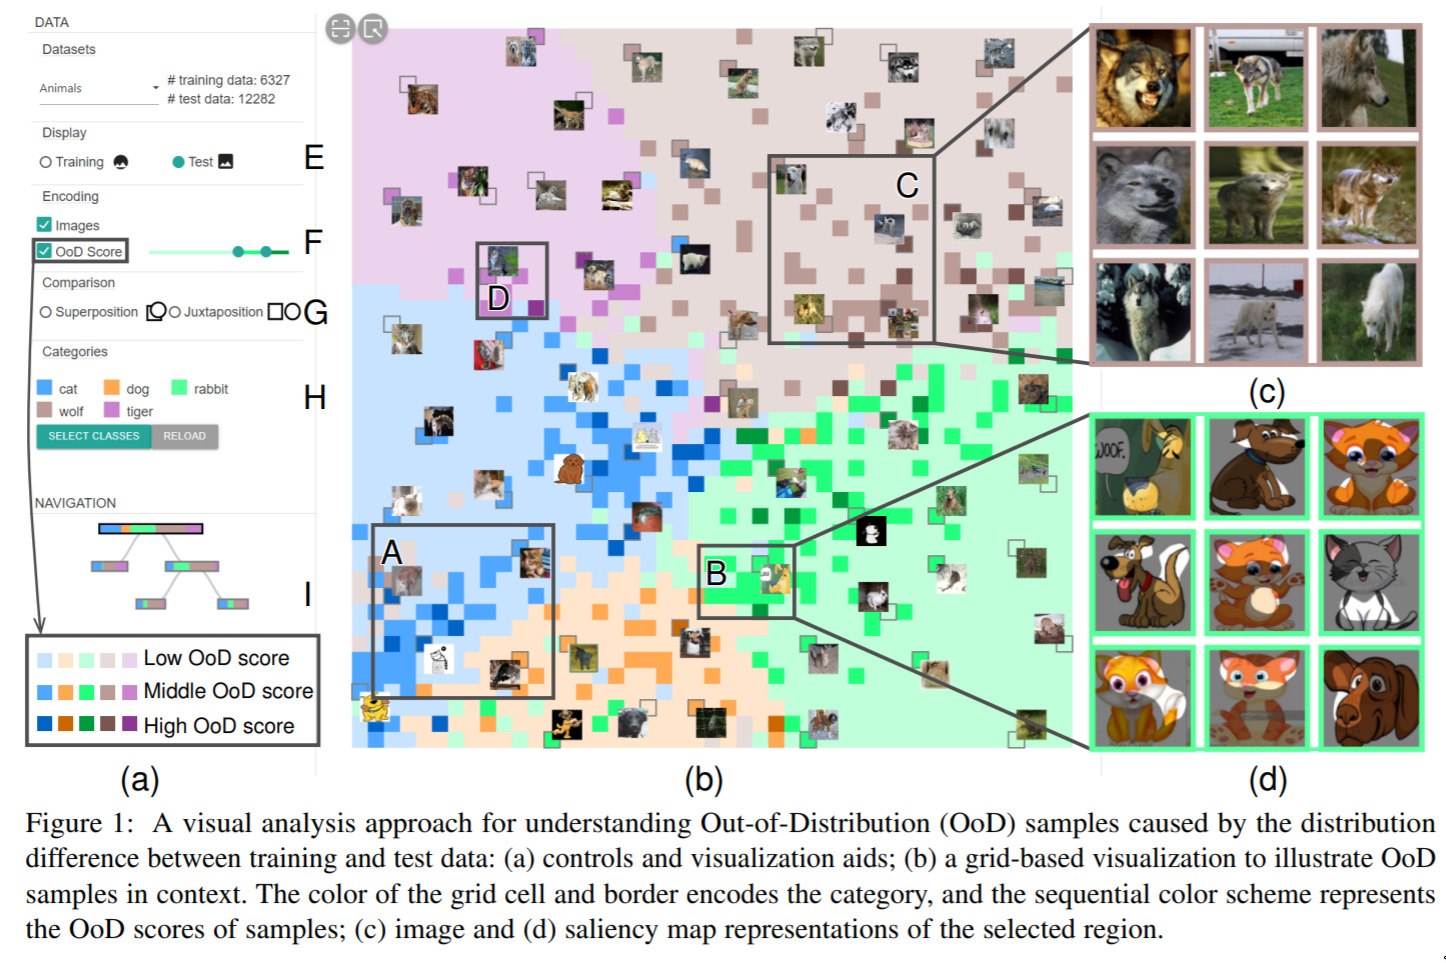 DATA
Datasets
Animals
# training data: 6327
# test data: 12282
Display
Training
Test
E
Encoding
Images
OoD Score
F
Comparison
Superposition
Juxtaposition
G
Categories
cat
dog
rabbit
wolf
tiger
H
SELECT CLASSES
RELOAD
NAVIGATION
I
Low OoD score
Middle OoD score
High OoD score
(a)
C
D
A
B
(b)
(c)
WOOF.
(d)
Figure 1: A visual analysis approach for understanding Out-of-Distribution (OoD) samples caused by the distribution
difference between training and test data: (a) controls and visualization aids; (b) a grid-based visualization to illustrate OoD
samples in context. The color of the grid cell and border encodes the category, and the sequential color scheme represents
the OoD scores of samples; (c) image and (d) saliency map representations of the selected region.